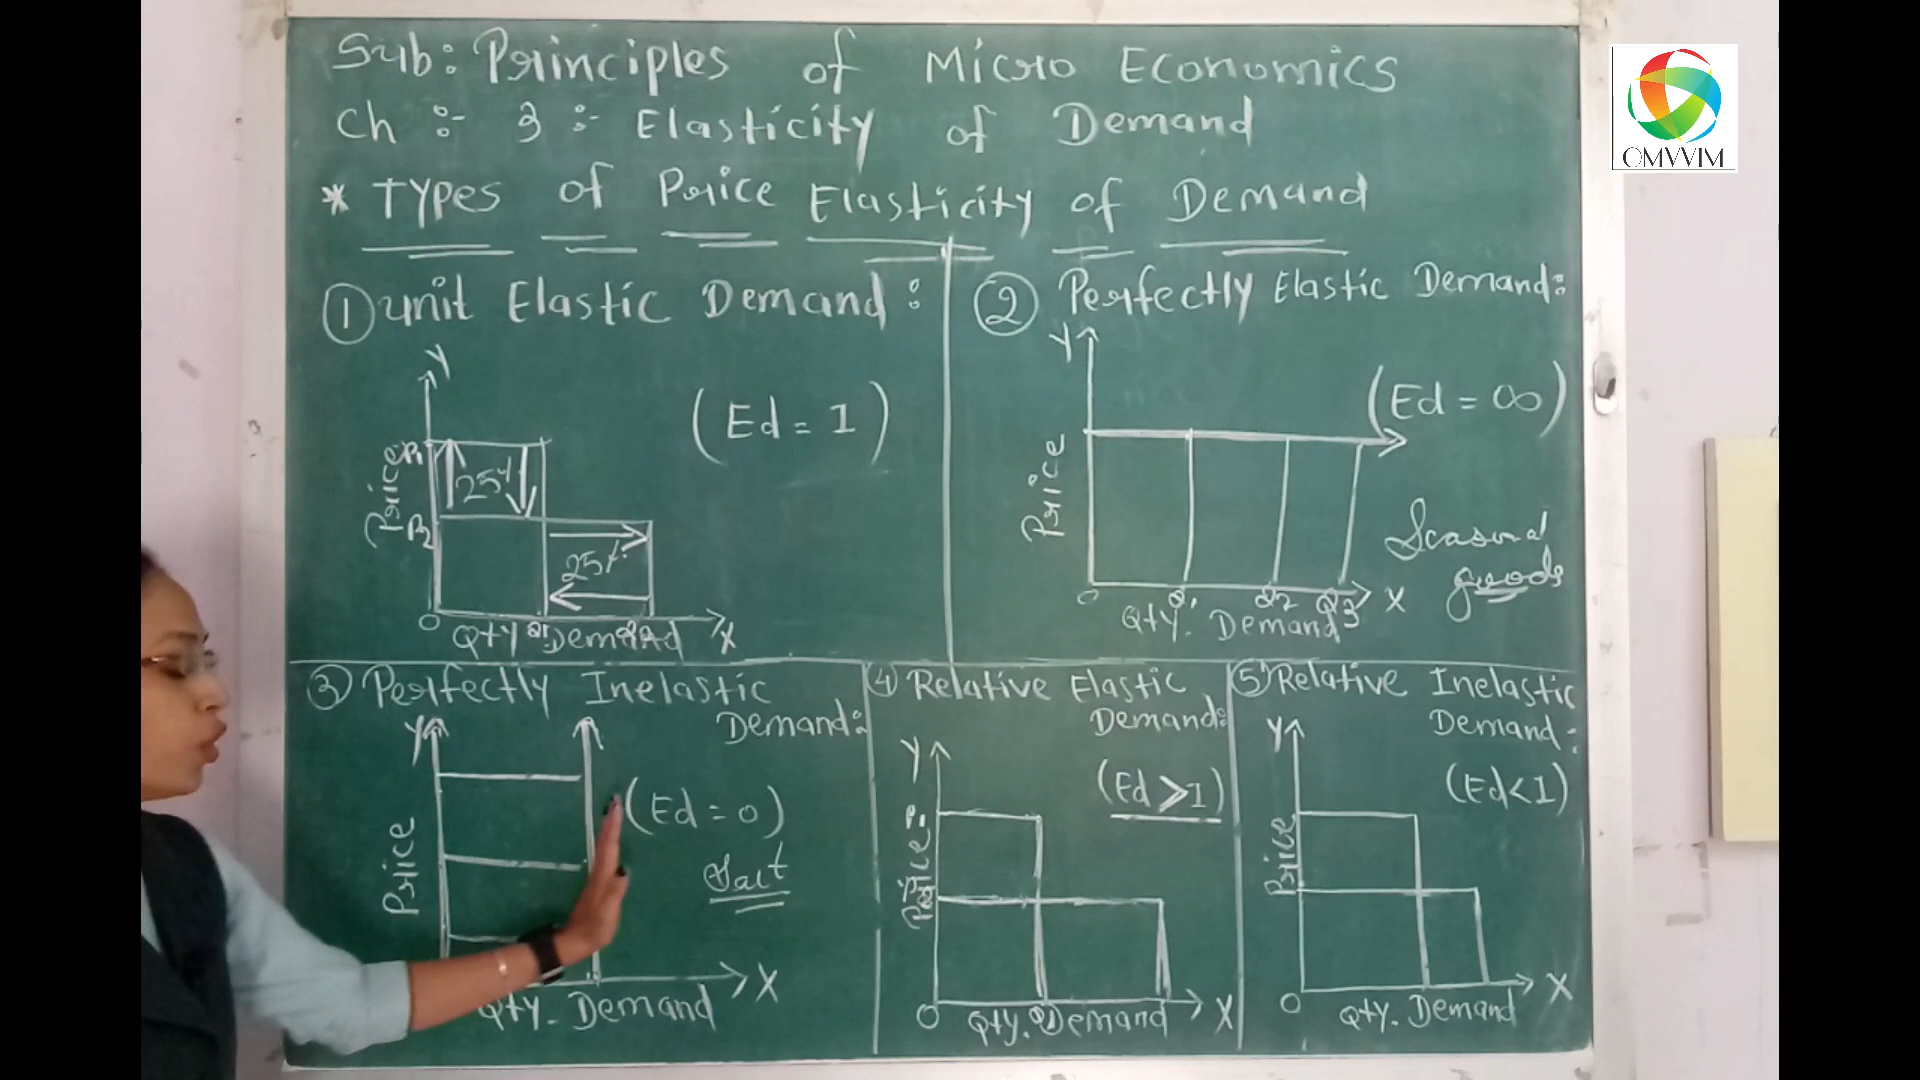 Sub: Principles of Micro Economics
Ch :- 3 :- Elasticity of Demand
* Types of Price Elasticity of Demand
① unit Elastic Demand:
Y
(Ed = 1)
Price
P1
25%
P2
25%
O
Qty Demand
X
② Perfectly Elastic Demand:
Y
(Ed = ∞)
Price
Seasonal
goods
O
Q1
Q2
Q3
X
Qty. Demand
③ Perfectly Inelastic
Demand:
Y
(Ed = 0)
Salt
Price
X
Qty. Demand
④ Relative Elastic
Demand:
Y
(Ed > 1)
P1
Price
O
Qty. Demand
X
⑤ Relative Inelastic
Demand:
Y
(Ed < 1)
Price
O
Qty. Demand
X
OMVVIM